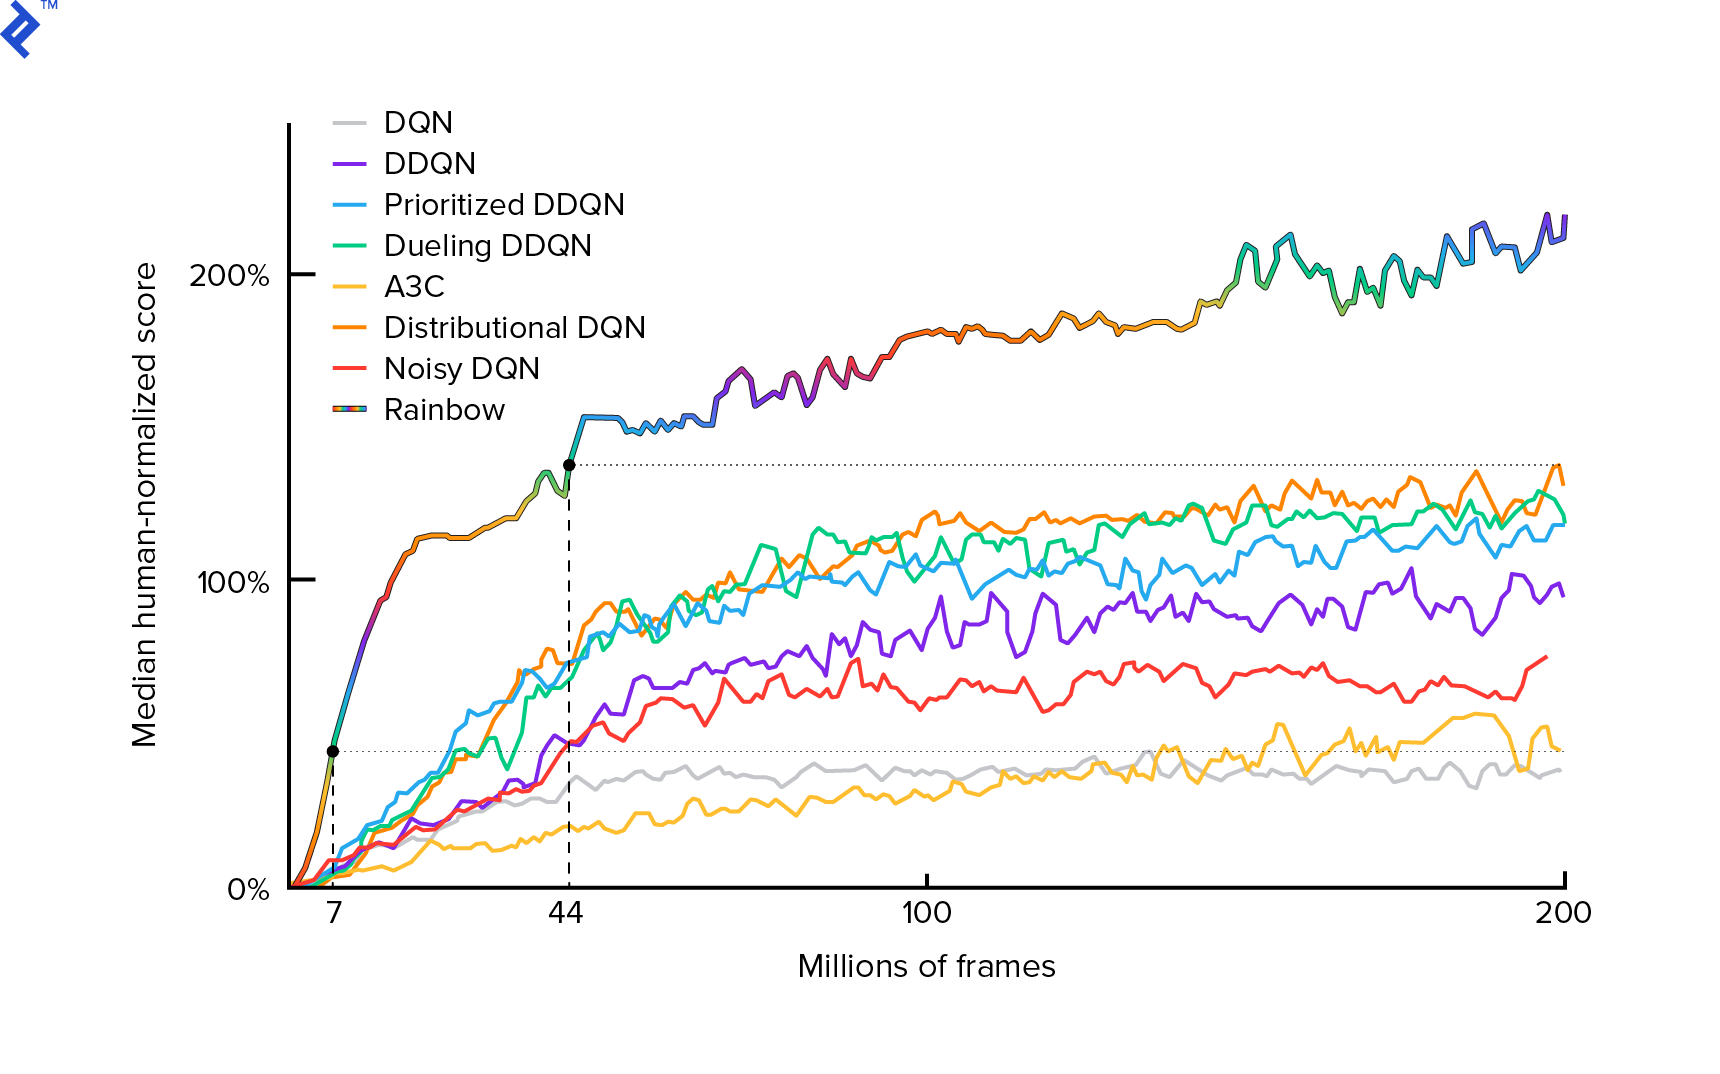 TM
DQN
DDQN
Prioritized DDQN
Dueling DDQN
A3C
Distributional DQN
Noisy DQN
Rainbow
Median human-normalized score
200%
100%
0%
7
44
100
200
Millions of frames